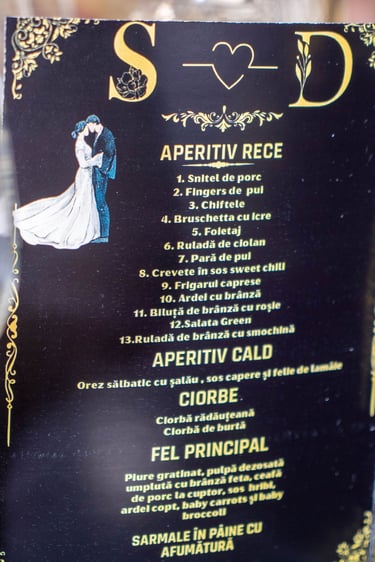 S D
APERITIV RECE
1. Snitel de porc
2. Fingers de pui
3. Chiftele
4. Bruschetta cu icre
5. Foietaj
6. Ruladă de ciolan
7. Pară de pui
8. Crevete în sos sweet chili
9. Frigarui caprese
10. Ardei cu brânză
11. Biluță de brânză cu roșie
12.Salata Green
13.Ruladă de brânză cu smochină
APERITIV CALD
Orez sălbatic cu șalău , sos capere și felie de lamâie
CIORBE
Ciorbă rădăuțeană
Ciorbă de burtă
FEL PRINCIPAL
Piure gratinat, pulpă dezosată
umplută cu brânză feta, ceafă
de porc la cuptor, sos hribi,
ardei copt, baby carrots și baby
broccoli
SARMALE ÎN PÂINE CU
AFUMĂTURĂ